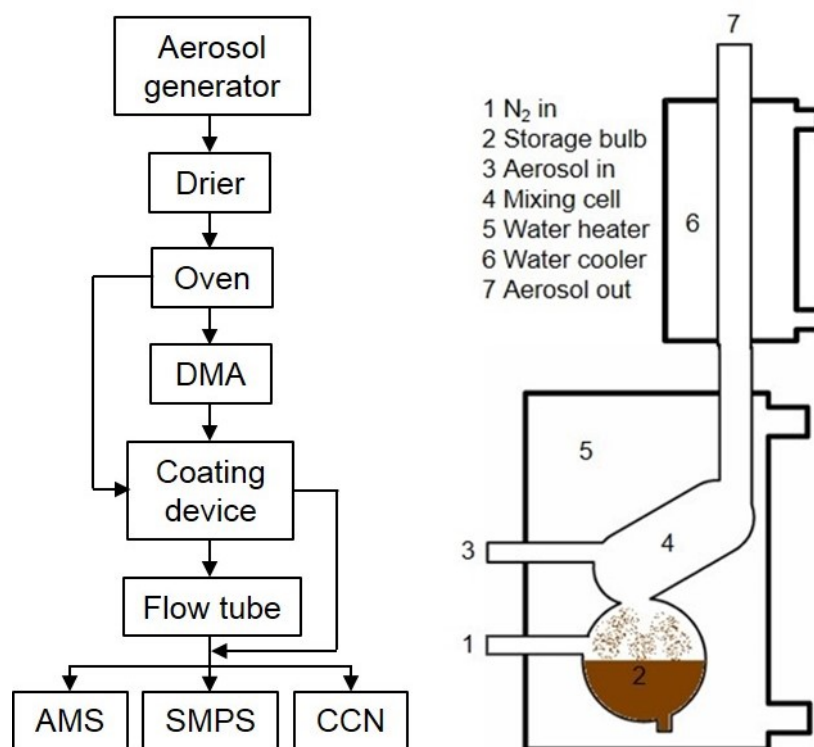 Aerosol
generator
Drier
Oven
DMA
Coating
device
Flow tube
AMS
SMPS
CCN
7
1 N₂ in
2 Storage bulb
3 Aerosol in
4 Mixing cell
5 Water heater
6 Water cooler
7 Aerosol out
6
5
3
4
1
2